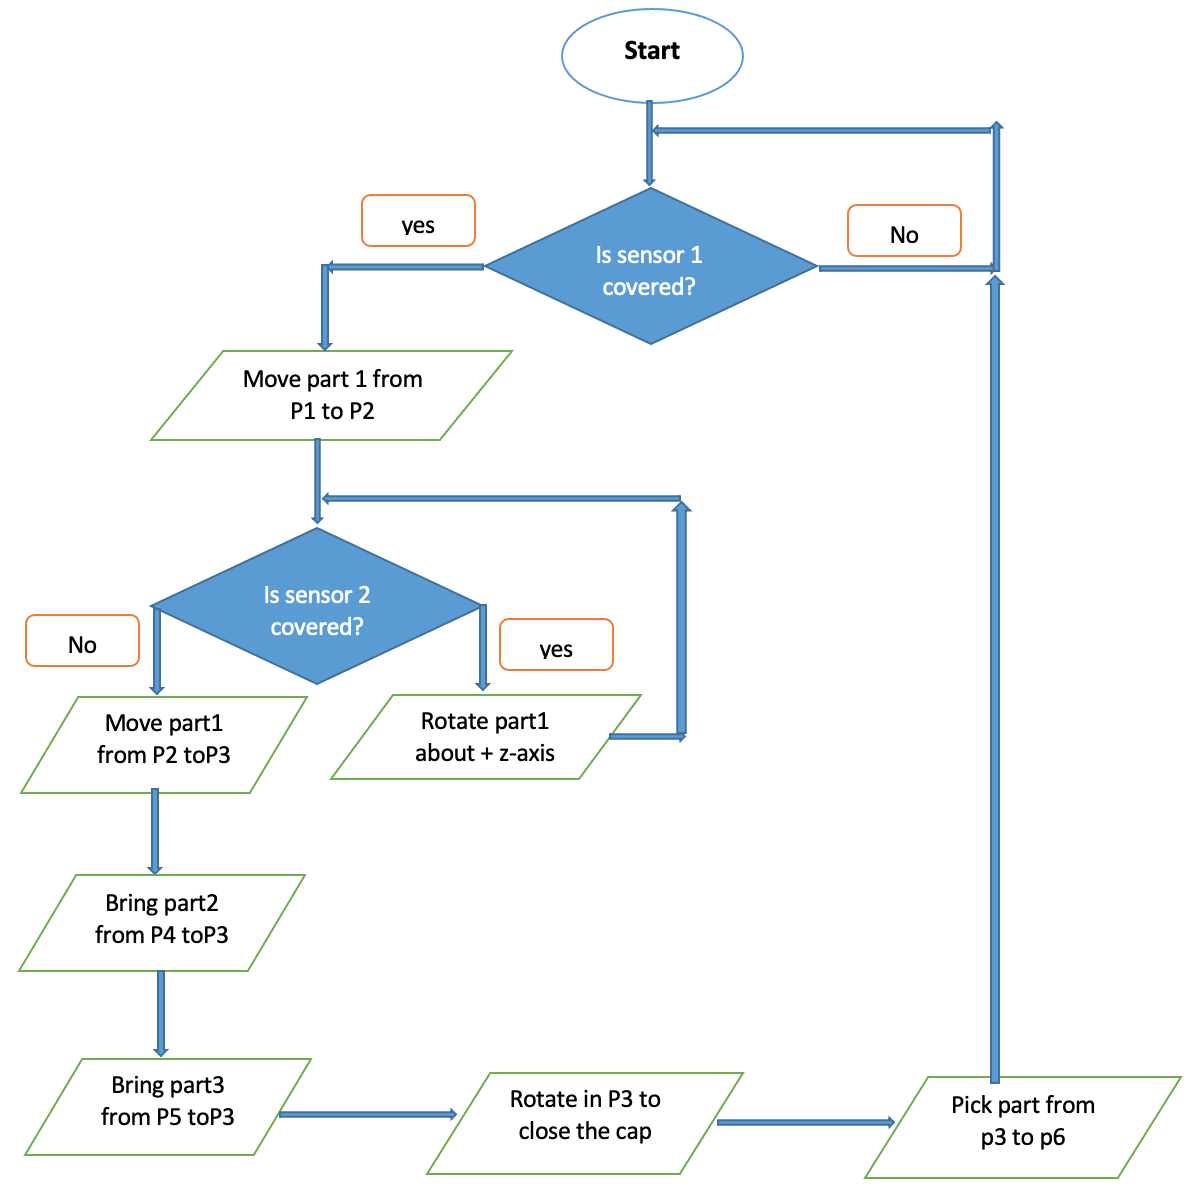 Start
yes
No
Is sensor 1
covered?
Move part 1 from
P1 to P2
Is sensor 2
covered?
No
yes
Move part1
from P2 toP3
Rotate part1
about + z-axis
Bring part2
from P4 toP3
Bring part3
from P5 toP3
Rotate in P3 to
close the cap
Pick part from
p3 to p6